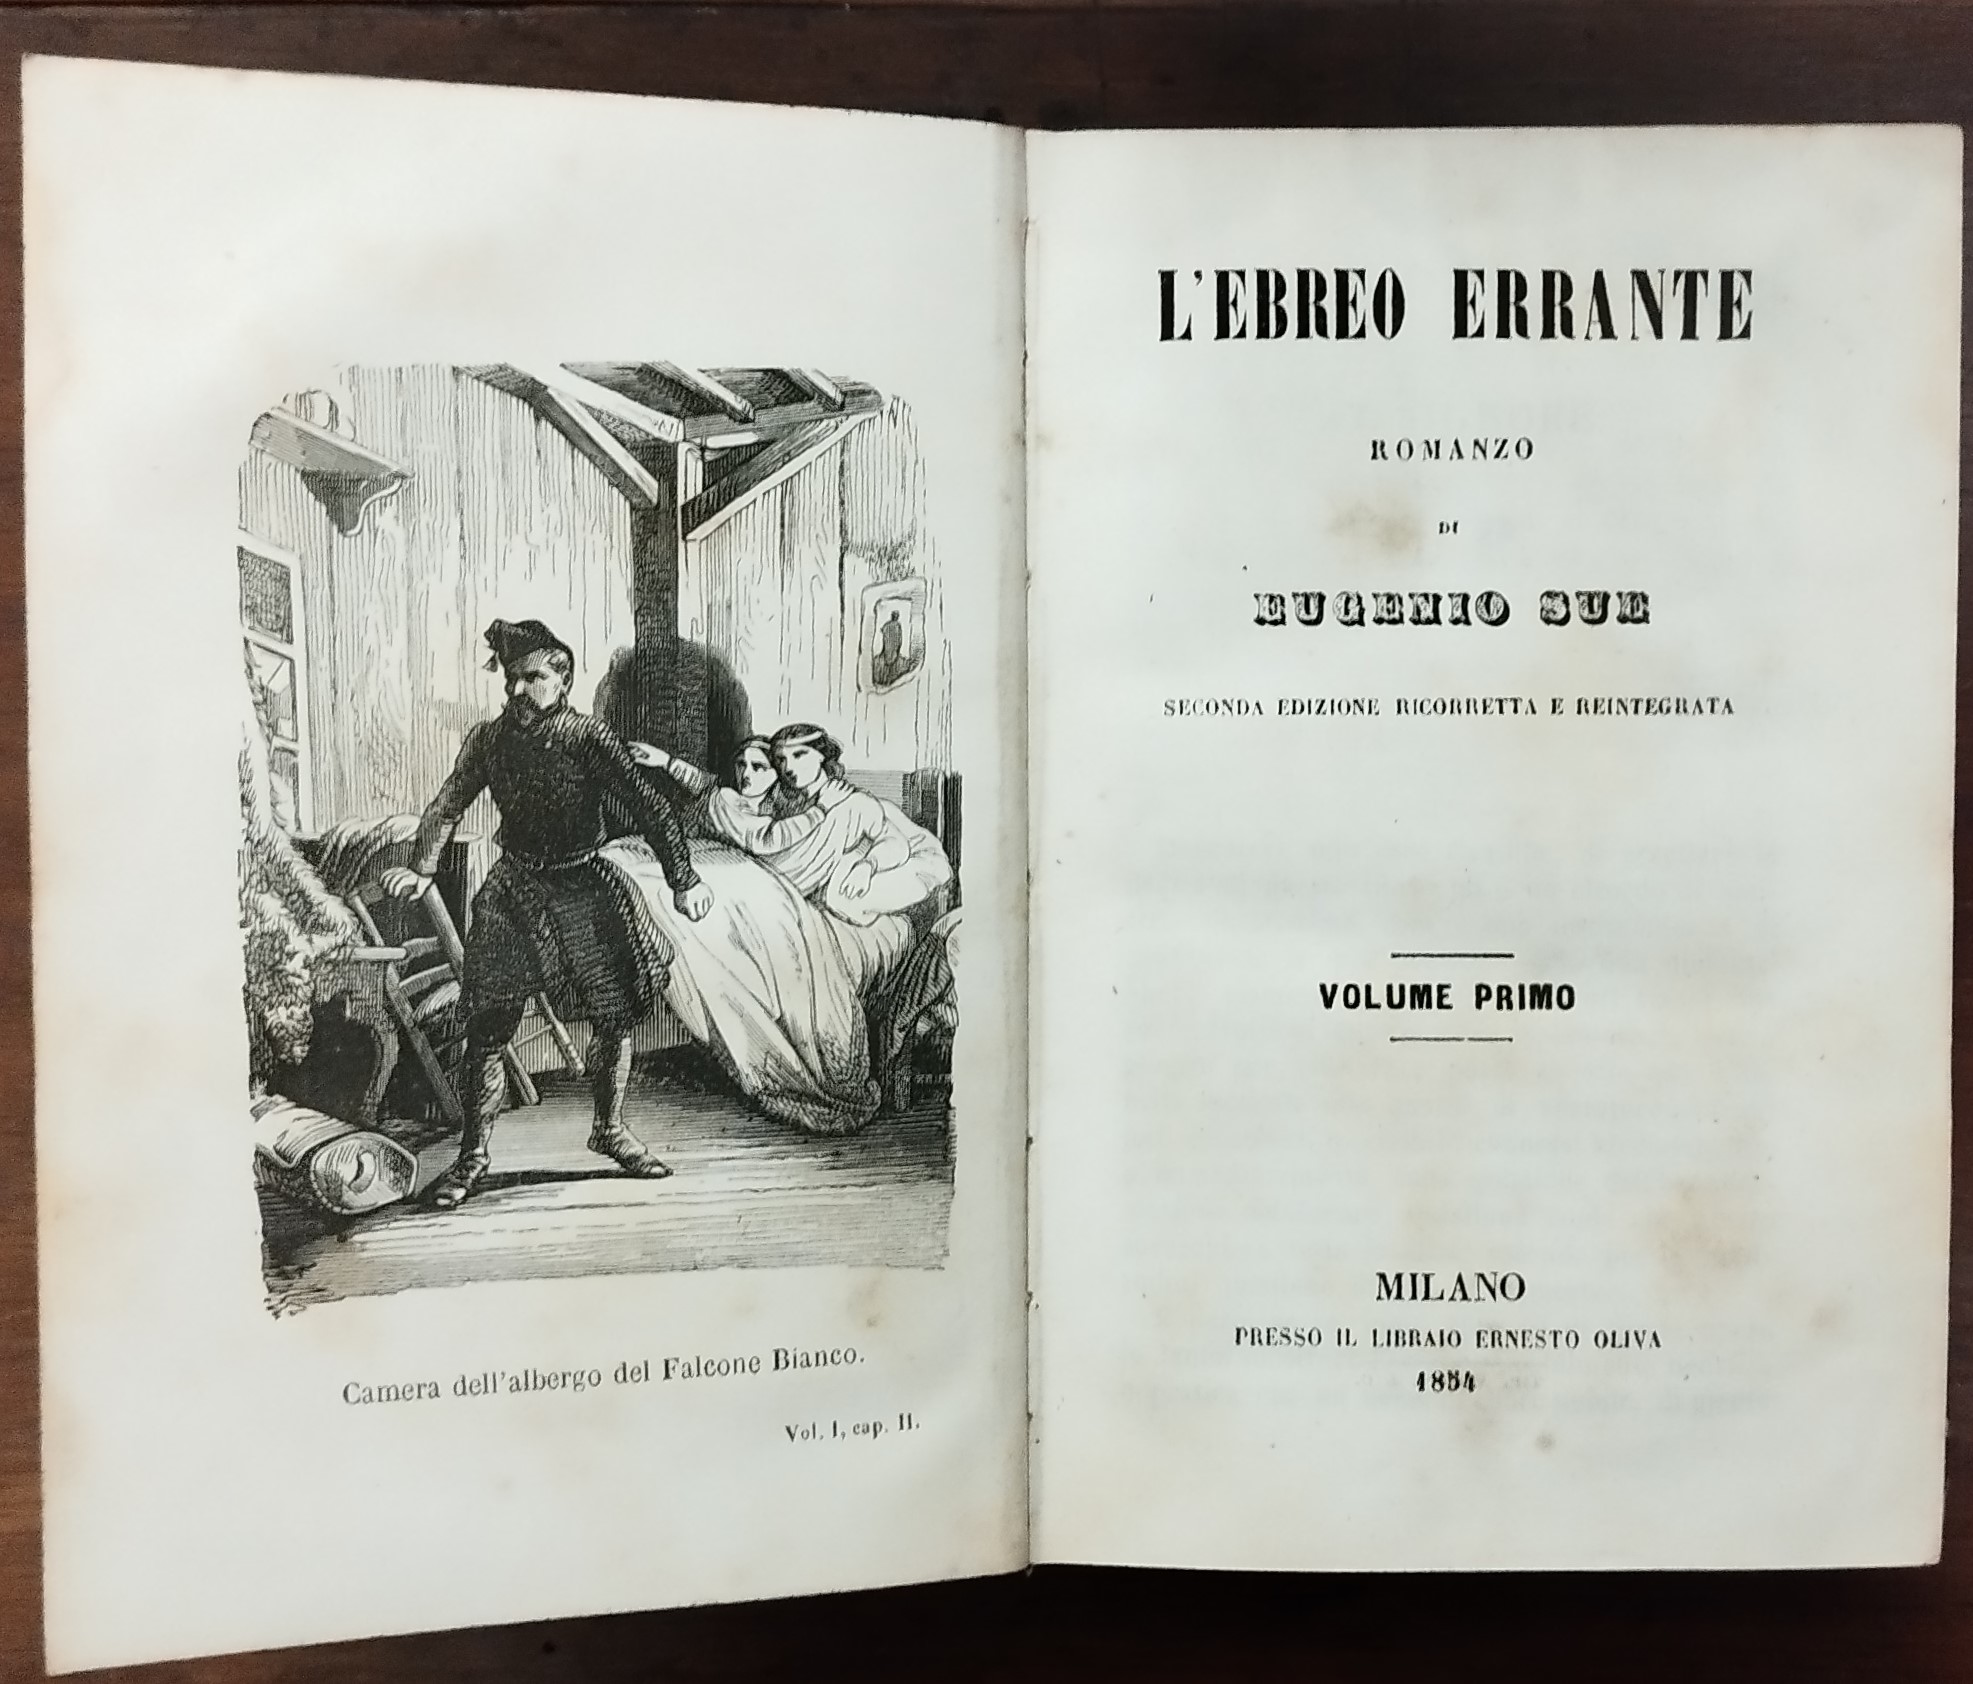 Camera dell'albergo del Falcone Bianco.
Vol. I, cap. II.
L'EBREO ERRANTE
ROMANZO
DI
EUGENIO SUE
SECONDA EDIZIONE RICORRETTA E REINTEGRATA
VOLUME PRIMO
MILANO
PRESSO IL LIBRAIO ERNESTO OLIVA
1854